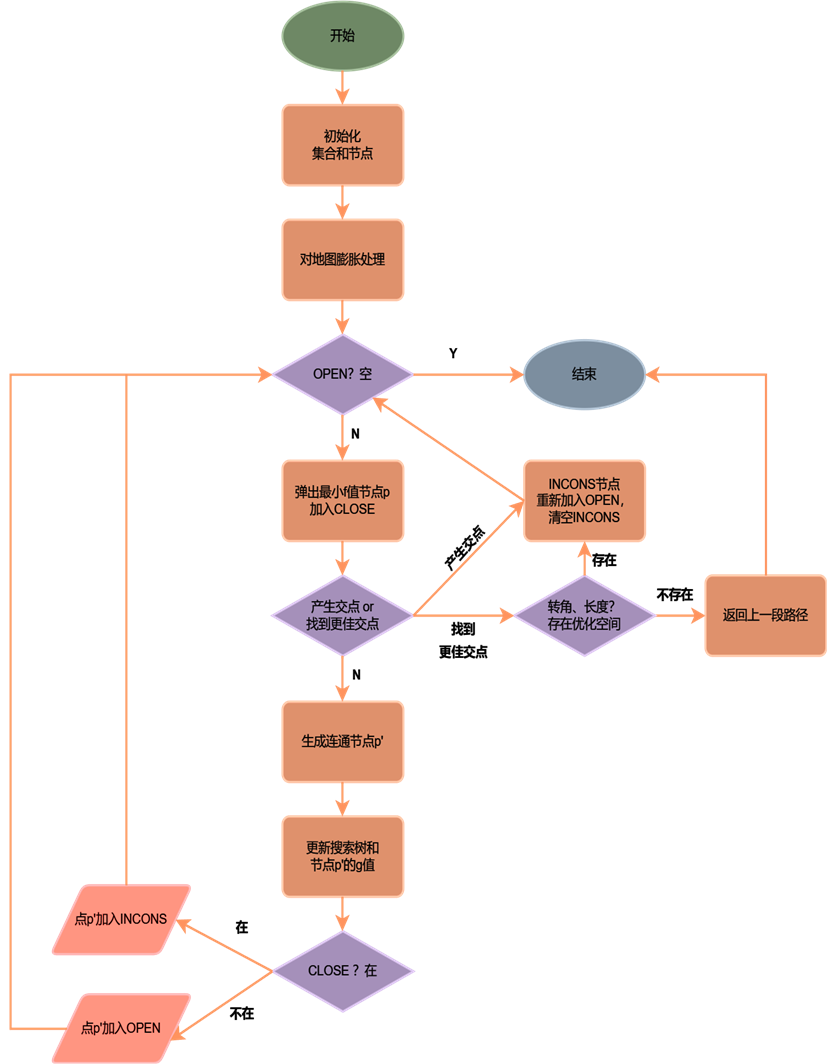 开始
初始化
集合和节点
对地图膨胀处理
OPEN？空
Y
结束
N
弹出最小f值节点p
加入CLOSE
INCONS节点
重新加入OPEN，
清空INCONS
产生交点
存在
产生交点 or
找到更佳交点
找到
更佳交点
转角、长度？
存在优化空间
不存在
返回上一段路径
N
生成连通节点p'
更新搜索树和
节点p'的g值
点p'加入INCONS
在
CLOSE ？在
不在
点p'加入OPEN